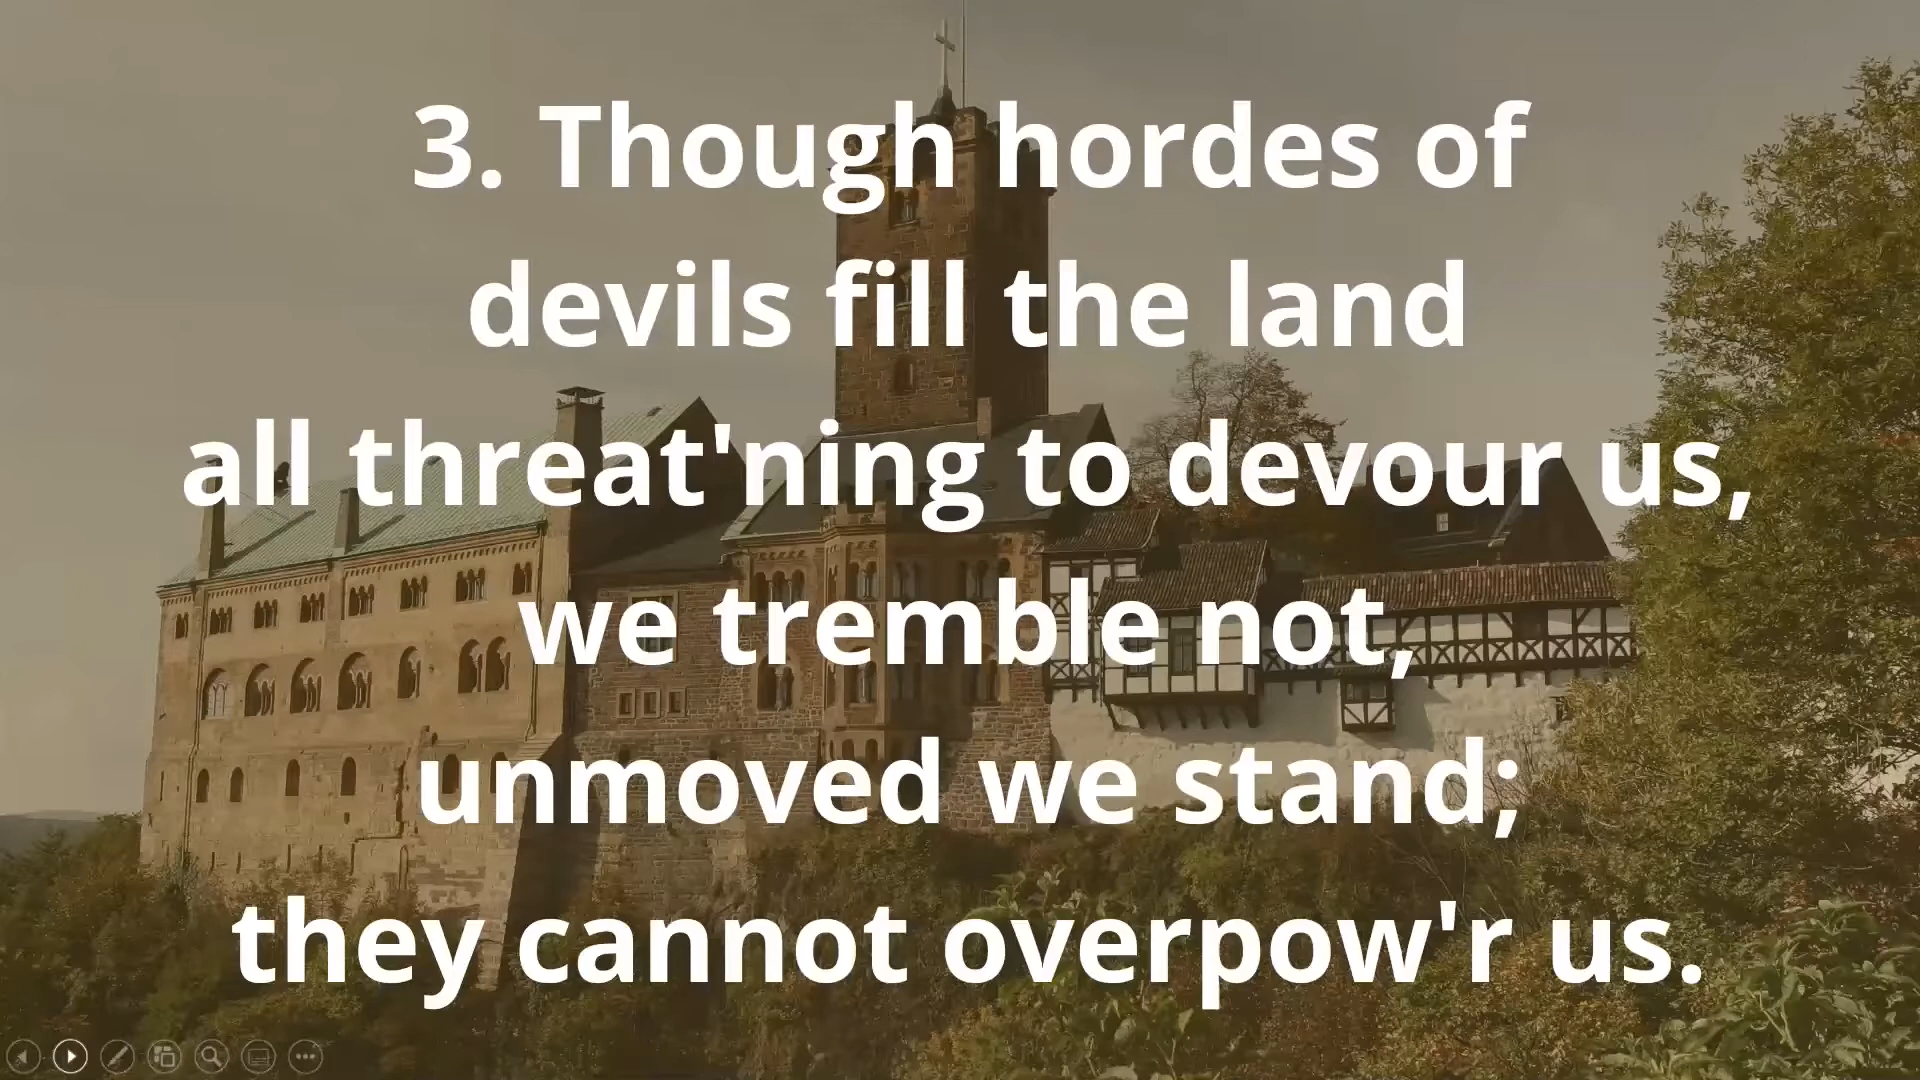 3. Though hordes of
devils fill the land
all threat'ning to devour us,
we tremble not,
unmoved we stand;
they cannot overpow'r us.